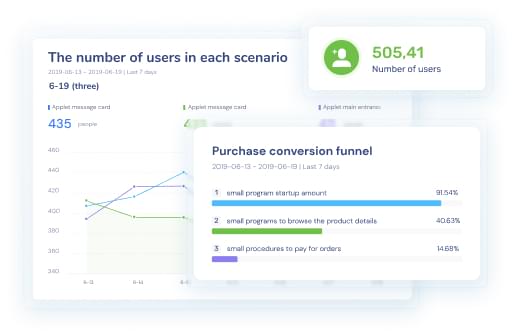 The number of users in each scenario
2019-06-13 - 2019-06-19 | Last 7 days
6-19 (three)
Applet message card
Applet message card
Applet main entranc
435 people
460
440
420
400
380
360
340
6-13
6-14
505,41
Number of users
Purchase conversion funnel
2019-06-13 - 2019-06-19 | Last 7 days
1 small program startup amount 91.54%
2 small programs to browse the product details 40.63%
3 small procedures to pay for orders 14.68%